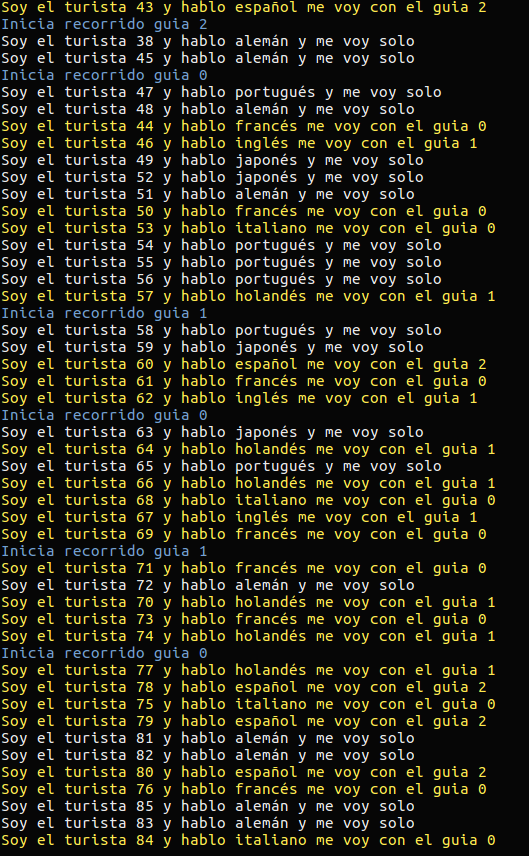 Soy el turista 43 y hablo español me voy con el guia 2
Inicia recorrido guia 2
Soy el turista 38 y hablo alemán y me voy solo
Soy el turista 45 y hablo alemán y me voy solo
Inicia recorrido guia 0
Soy el turista 47 y hablo portugués y me voy solo
Soy el turista 48 y hablo alemán y me voy solo
Soy el turista 44 y hablo francés me voy con el guia 0
Soy el turista 46 y hablo inglés me voy con el guia 1
Soy el turista 49 y hablo japonés y me voy solo
Soy el turista 52 y hablo japonés y me voy solo
Soy el turista 51 y hablo alemán y me voy solo
Soy el turista 50 y hablo francés me voy con el guia 0
Soy el turista 53 y hablo italiano me voy con el guia 0
Soy el turista 54 y hablo portugués y me voy solo
Soy el turista 55 y hablo portugués y me voy solo
Soy el turista 56 y hablo portugués y me voy solo
Soy el turista 57 y hablo holandés me voy con el guia 1
Inicia recorrido guia 1
Soy el turista 58 y hablo portugués y me voy solo
Soy el turista 59 y hablo japonés y me voy solo
Soy el turista 60 y hablo español me voy con el guia 2
Soy el turista 61 y hablo francés me voy con el guia 0
Soy el turista 62 y hablo inglés me voy con el guia 1
Inicia recorrido guia 0
Soy el turista 63 y hablo japonés y me voy solo
Soy el turista 64 y hablo holandés me voy con el guia 1
Soy el turista 65 y hablo portugués y me voy solo
Soy el turista 66 y hablo holandés me voy con el guia 1
Soy el turista 68 y hablo italiano me voy con el guia 0
Soy el turista 67 y hablo inglés me voy con el guia 1
Soy el turista 69 y hablo francés me voy con el guia 0
Inicia recorrido guia 1
Soy el turista 71 y hablo francés me voy con el guia 0
Soy el turista 72 y hablo alemán y me voy solo
Soy el turista 70 y hablo holandés me voy con el guia 1
Soy el turista 73 y hablo francés me voy con el guia 0
Soy el turista 74 y hablo holandés me voy con el guia 1
Inicia recorrido guia 0
Soy el turista 77 y hablo holandés me voy con el guia 1
Soy el turista 78 y hablo español me voy con el guia 2
Soy el turista 75 y hablo italiano me voy con el guia 0
Soy el turista 79 y hablo español me voy con el guia 2
Soy el turista 81 y hablo alemán y me voy solo
Soy el turista 82 y hablo alemán y me voy solo
Soy el turista 80 y hablo español me voy con el guia 2
Soy el turista 76 y hablo francés me voy con el guia 0
Soy el turista 85 y hablo alemán y me voy solo
Soy el turista 83 y hablo alemán y me voy solo
Soy el turista 84 y hablo italiano me voy con el guia 0